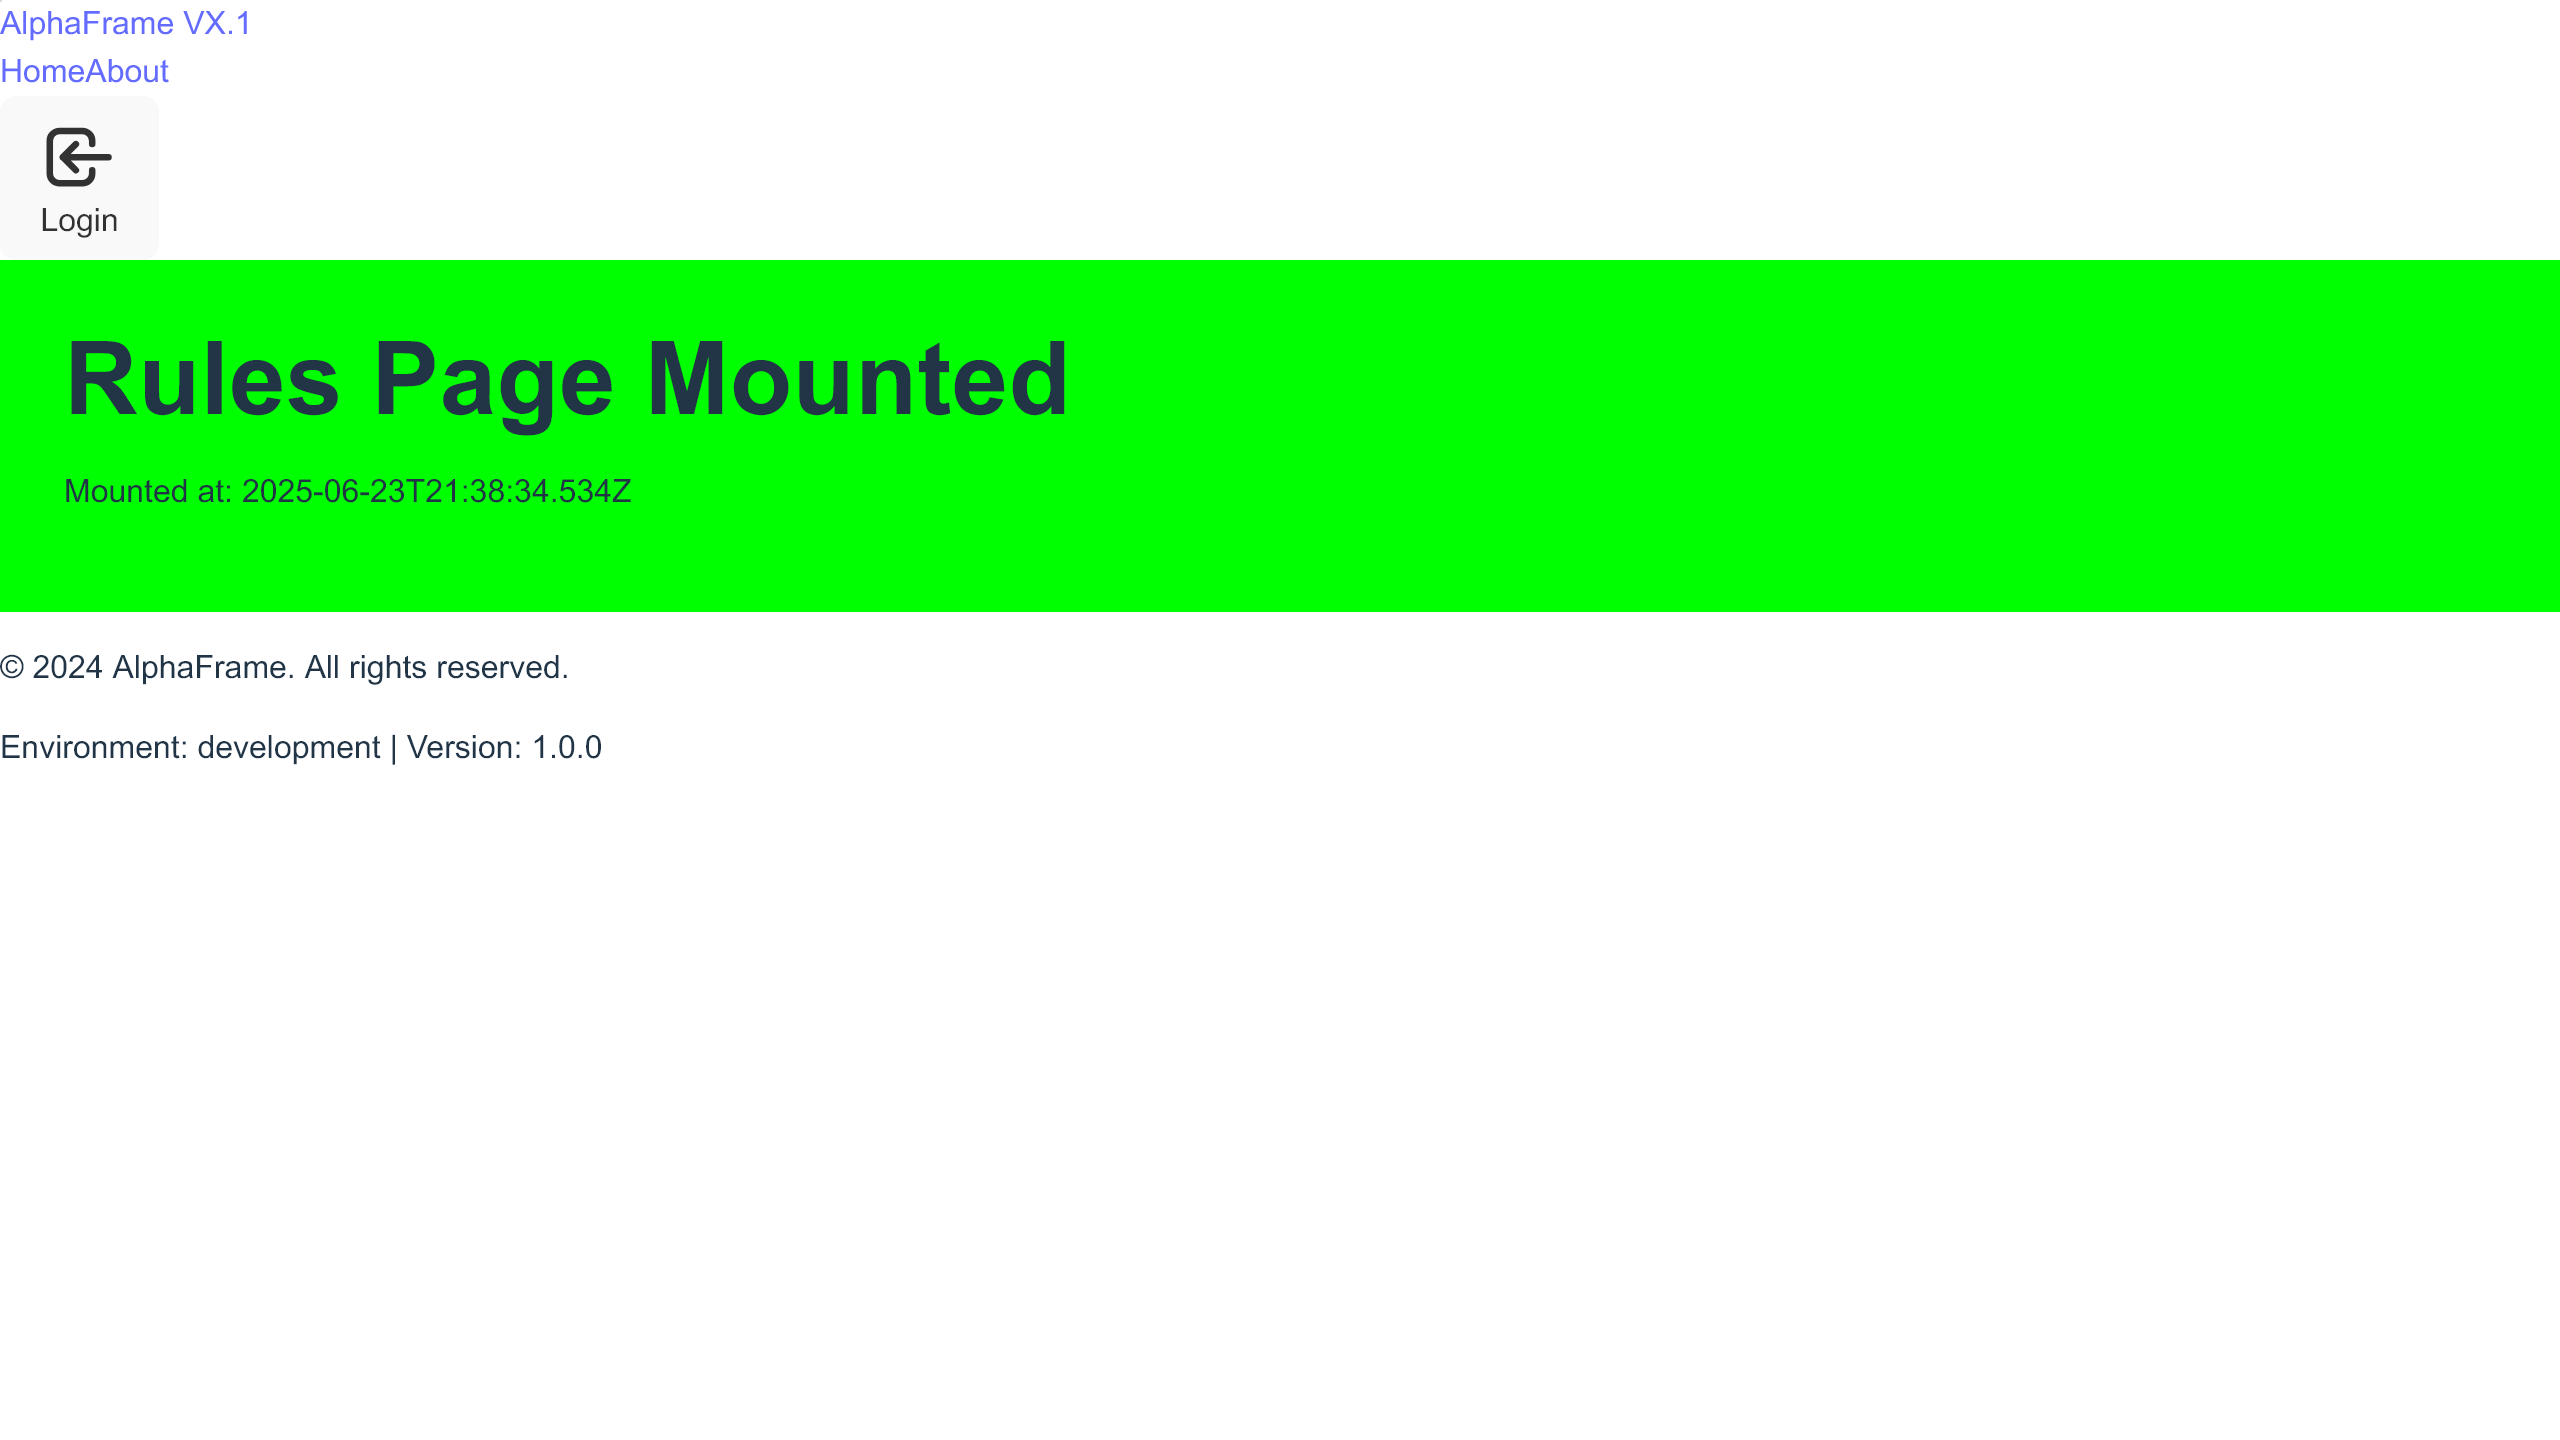 AlphaFrame VX.1
HomeAbout
Login
Rules Page Mounted
Mounted at: 2025-06-23T21:38:34.534Z
© 2024 AlphaFrame. All rights reserved.
Environment: development | Version: 1.0.0